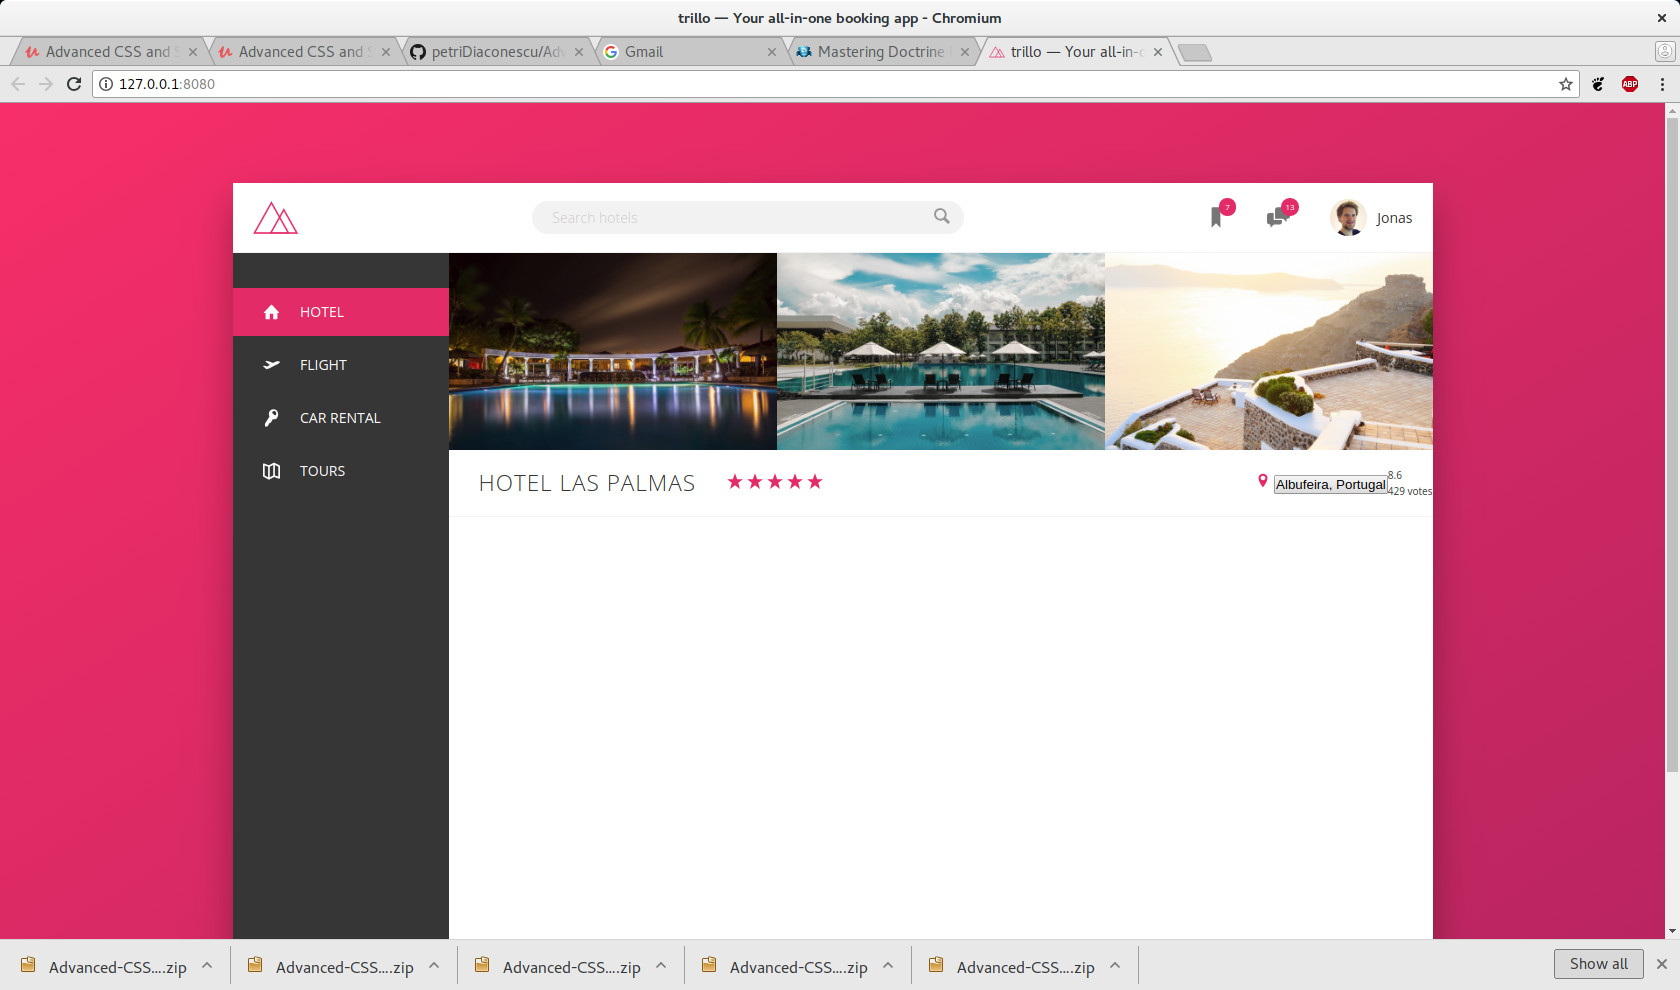 trillo — Your all-in-one booking app - Chromium
Advanced CSS and S
Advanced CSS and S
petriDiaconescu/Adv
Gmail
Mastering Doctrine
trillo — Your all-in-o
127.0.0.1:8080
ABP
Search hotels
7
13
Jonas
HOTEL
FLIGHT
CAR RENTAL
TOURS
HOTEL LAS PALMAS
Albufeira, Portugal
8.6
429 votes
Advanced-CSS....zip
Advanced-CSS....zip
Advanced-CSS....zip
Advanced-CSS....zip
Advanced-CSS....zip
Show all